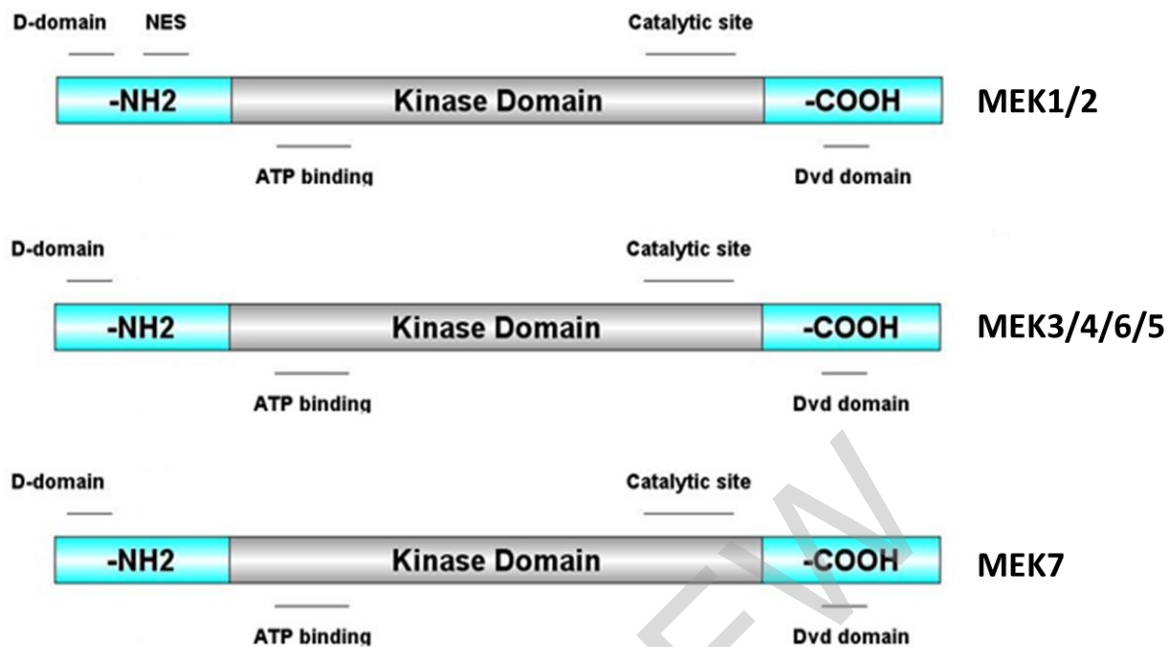 D-domain NES Catalytic site
-NH2 Kinase Domain -COOH MEK1/2
ATP binding Dvd domain
D-domain Catalytic site
-NH2 Kinase Domain -COOH MEK3/4/6/5
ATP binding Dvd domain
D-domain Catalytic site
-NH2 Kinase Domain -COOH MEK7
ATP binding Dvd domain